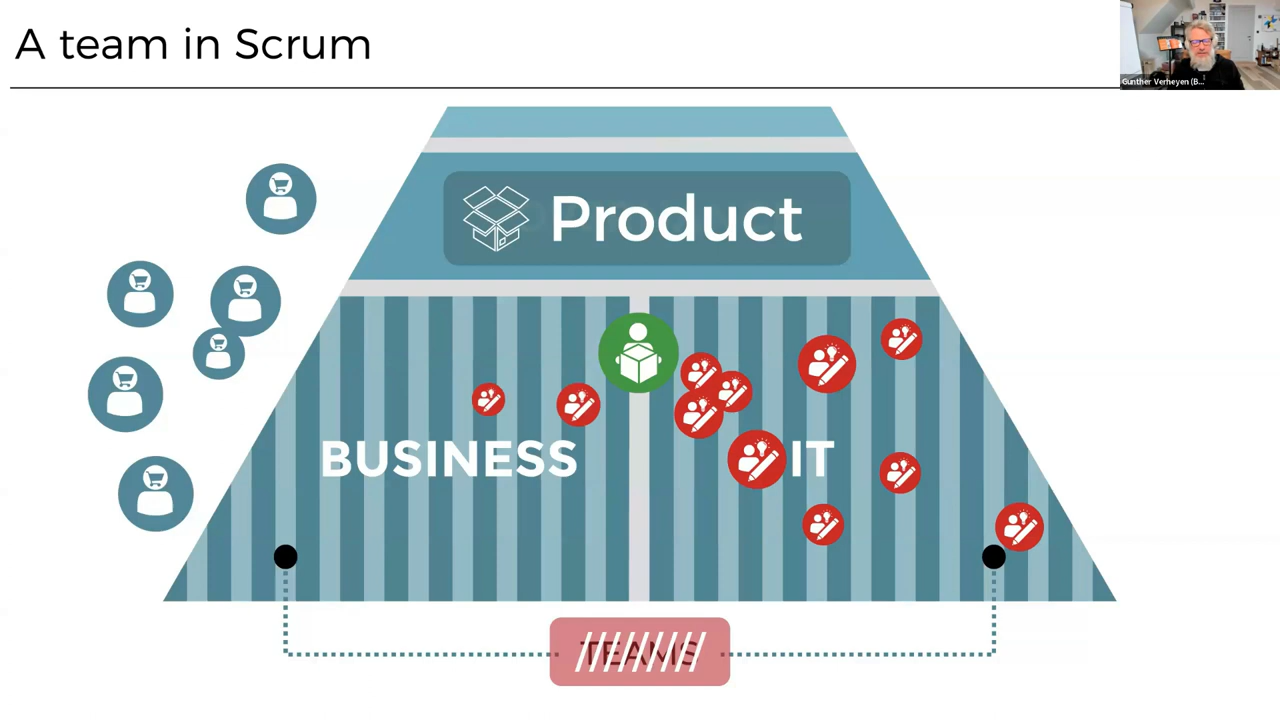 A team in Scrum
Gunther Verheyen (B...
Product
BUSINESS
IT
TEAMS